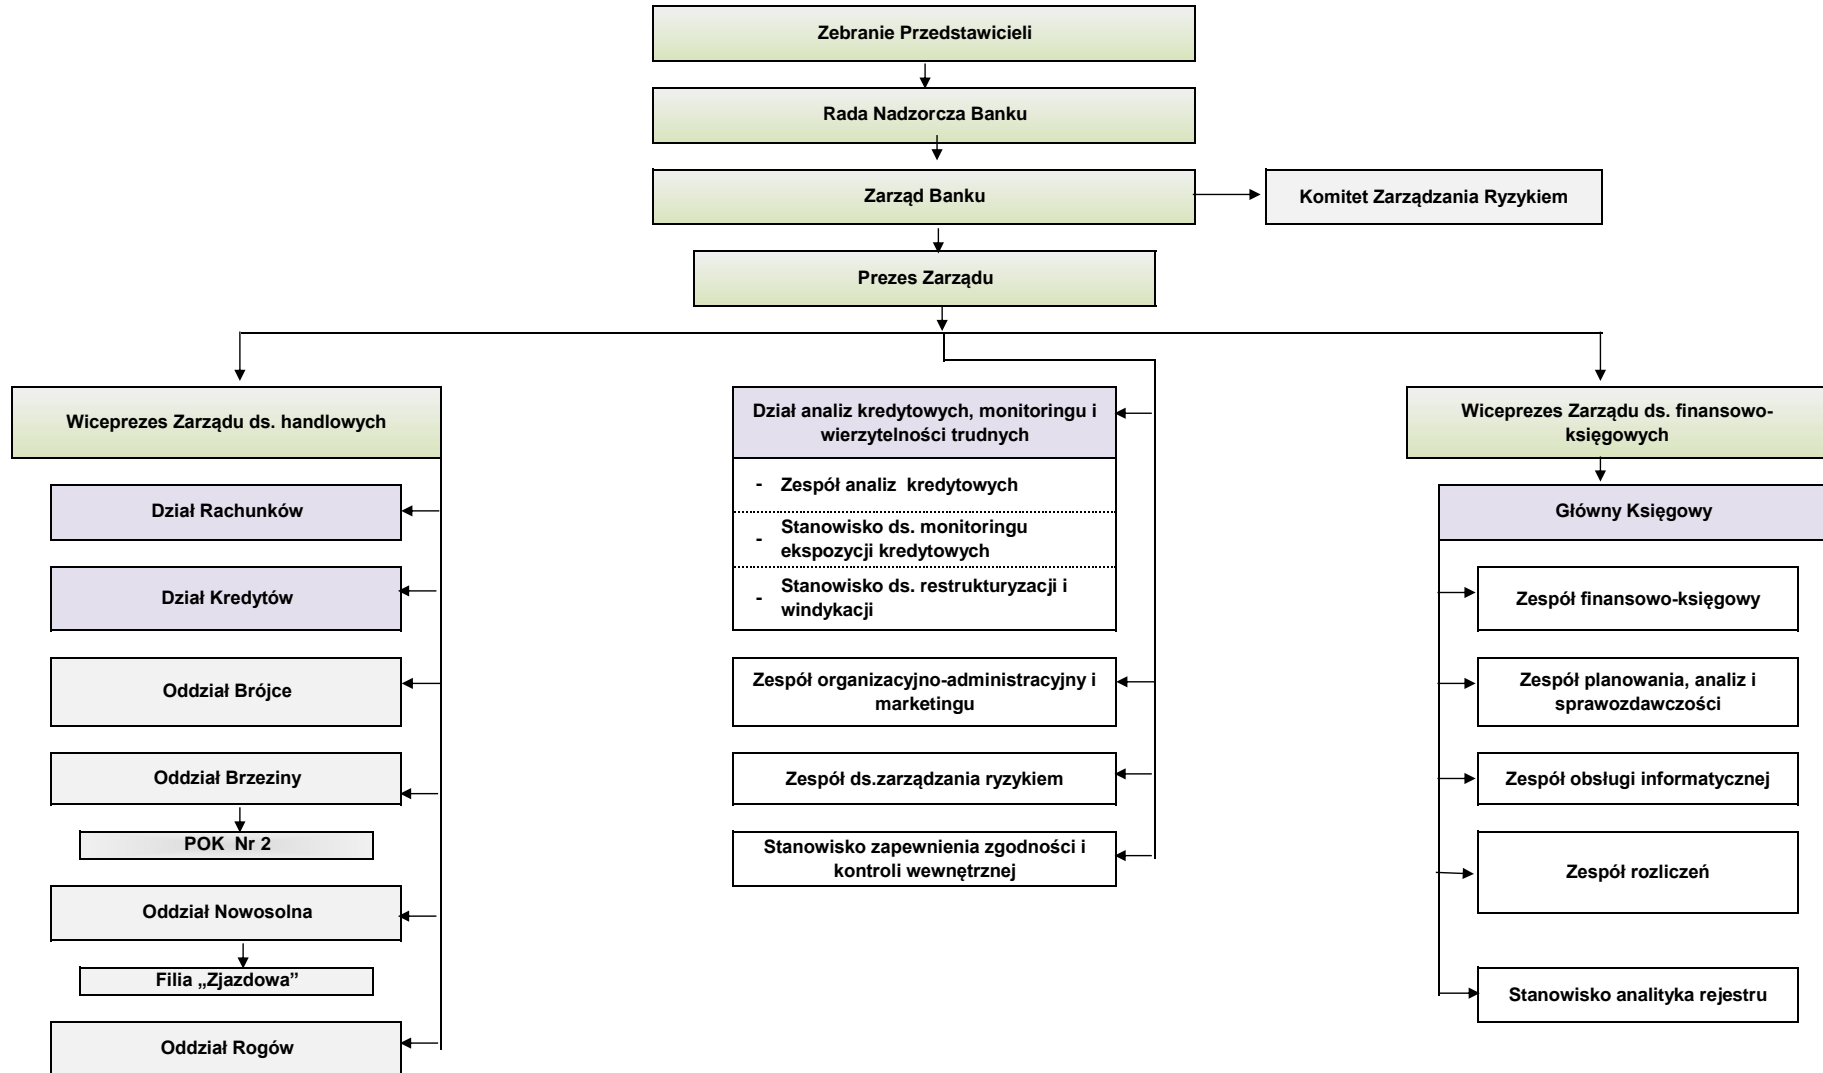 Zebranie Przedstawicieli
Rada Nadzorcza Banku
Zarząd Banku
Komitet Zarządzania Ryzykiem
Prezes Zarządu
Wiceprezes Zarządu ds. handlowych
Dział Rachunków
Dział Kredytów
Oddział Brójce
Oddział Brzeziny
POK  Nr 2
Oddział Nowosolna
Filia „Zjazdowa”
Oddział Rogów
Dział analiz kredytowych, monitoringu i
wierzytelności trudnych
- Zespół analiz  kredytowych
- Stanowisko ds. monitoringu
ekspozycji kredytowych
- Stanowisko ds. restrukturyzacji i
windykacji
Zespół organizacyjno-administracyjny i
marketingu
Zespół ds.zarządzania ryzykiem
Stanowisko zapewnienia zgodności i
kontroli wewnętrznej
Wiceprezes Zarządu ds. finansowo-
księgowych
Główny Księgowy
Zespół finansowo-księgowy
Zespół planowania, analiz i
sprawozdawczości
Zespół obsługi informatycznej
Zespół rozliczeń
Stanowisko analityka rejestru